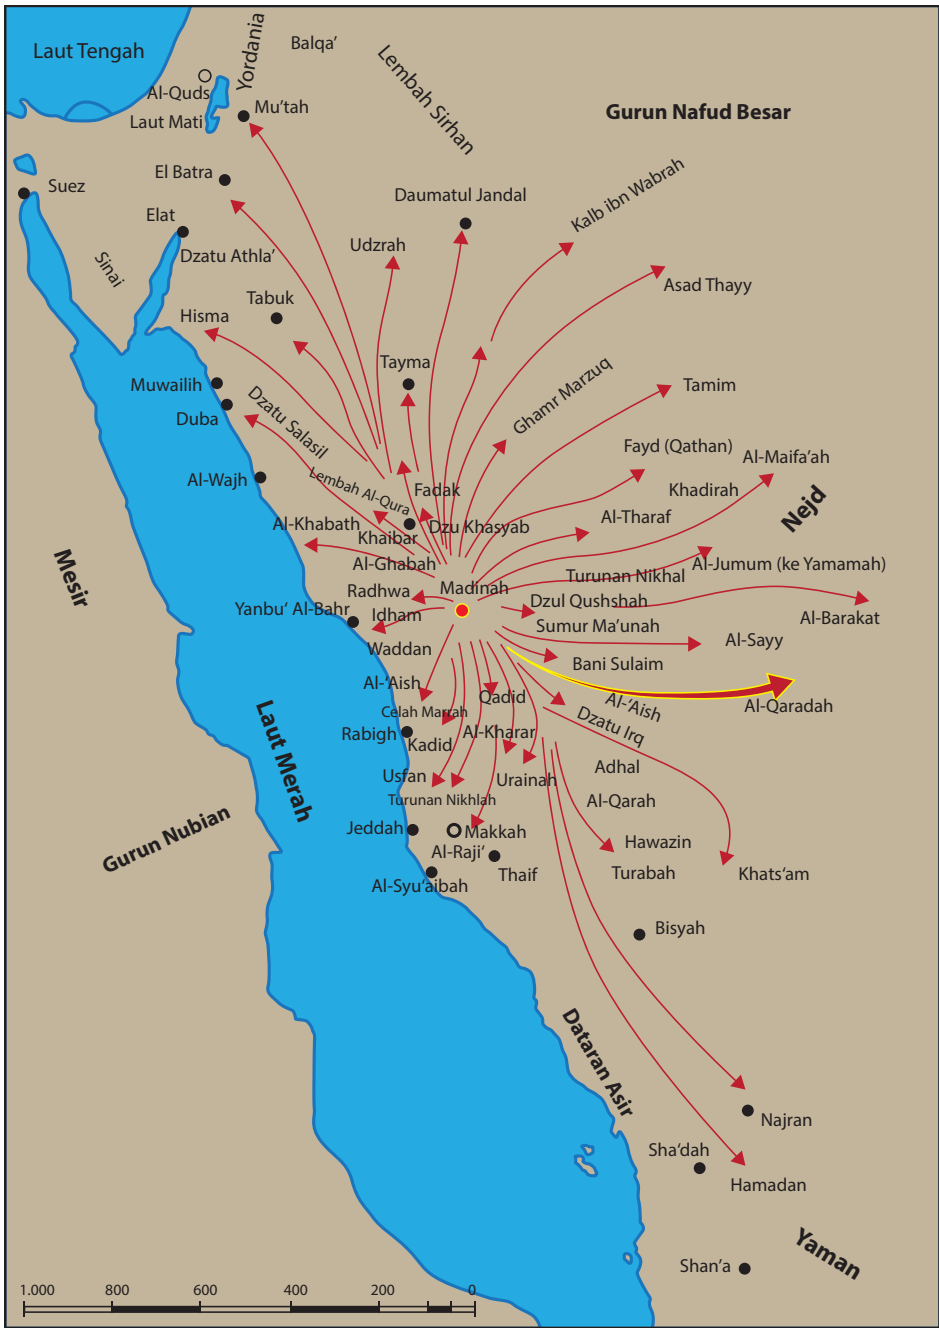 Laut Tengah
Yordania
Balqa’
Lembah Sirhan
Al-Quds
Laut Mati
Mu’tah
Gurun Nafud Besar
El Batra
Suez
Daumatul Jandal
Kalb ibn Wabrah
Elat
Udzrah
Dzatu Athla’
Sinai
Asad Thayy
Tabuk
Hisma
Tayma
Muwailih
Duba
Dzatu Salasil
Ghamr Marzuq
Tamim
Fayd (Qathan)
Al-Maifa’ah
Al-Wajh
Lembah Al-Qura
Fadak
Khadirah
Nejd
Al-Khabath
Khaibar
Dzu Khasyab
Al-Tharaf
Mesir
Al-Ghabah
Al-Jumum (ke Yamamah)
Turunan Nikhal
Radhwa
Madinah
Dzul Qushshah
Yanbu‘ Al-Bahr
Idham
Al-Barakat
Sumur Ma’unah
Al-Sayy
Waddan
Bani Sulaim
Al-‘Aish
Qadid
Al-‘Aish
Al-Qaradah
Celah Marrah
Dzatu Irq
Rabigh
Kadid
Al-Kharar
Laut Merah
Usfan
Urainah
Adhal
Turunan Nikhlah
Al-Qarah
Gurun Nubian
Jeddah
Makkah
Al-Raji‘
Hawazin
Thaif
Turabah
Khats’am
Al-Syu‘aibah
Bisyah
Dataran Asir
Najran
Sha‘dah
Hamadan
Yaman
Shan’a
1.000 800 600 400 200 0